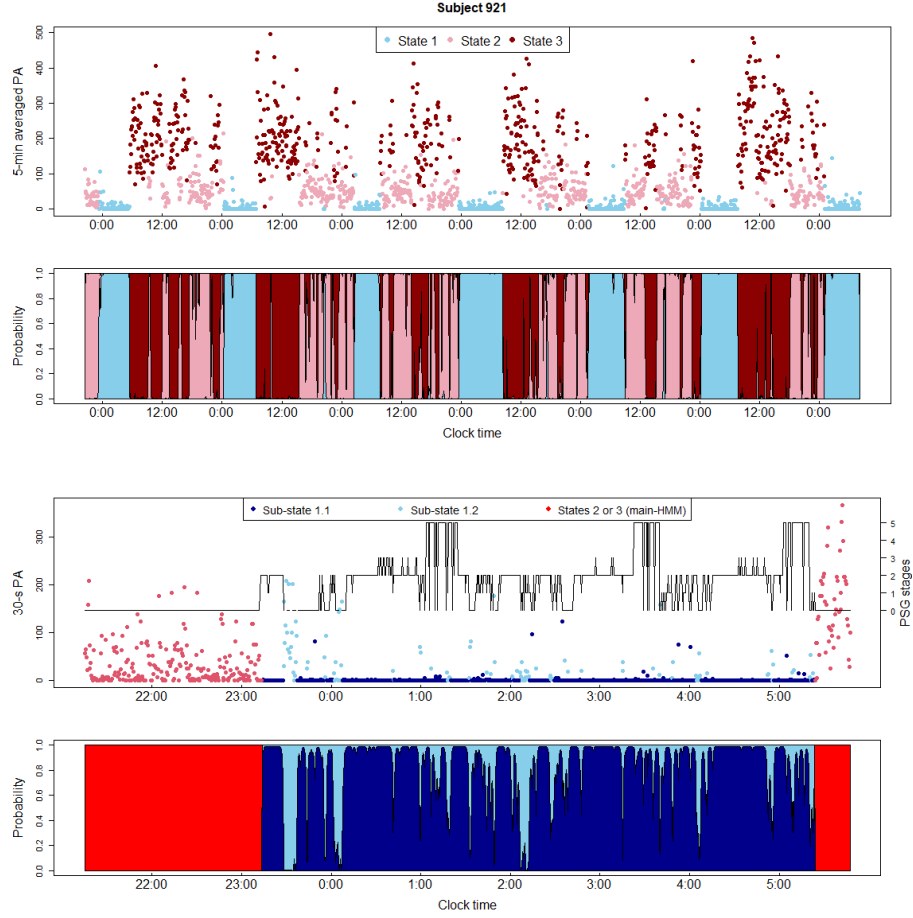 Subject 921
State 1 State 2 State 3
5-min averaged PA
500
400
300
200
100
0
0:00 12:00 0:00 12:00 0:00 12:00 0:00 12:00 0:00 12:00 0:00 12:00 0:00
Probability
1.0
0.8
0.6
0.4
0.2
0.0
0:00 12:00 0:00 12:00 0:00 12:00 0:00 12:00 0:00 12:00 0:00 12:00 0:00
Clock time
Sub-state 1.1 Sub-state 1.2 States 2 or 3 (main-HMM)
30-s PA
300
200
100
0
PSG stages
5
4
3
2
1
0
22:00 23:00 0:00 1:00 2:00 3:00 4:00 5:00
Probability
1.0
0.8
0.6
0.4
0.2
0.0
22:00 23:00 0:00 1:00 2:00 3:00 4:00 5:00
Clock time